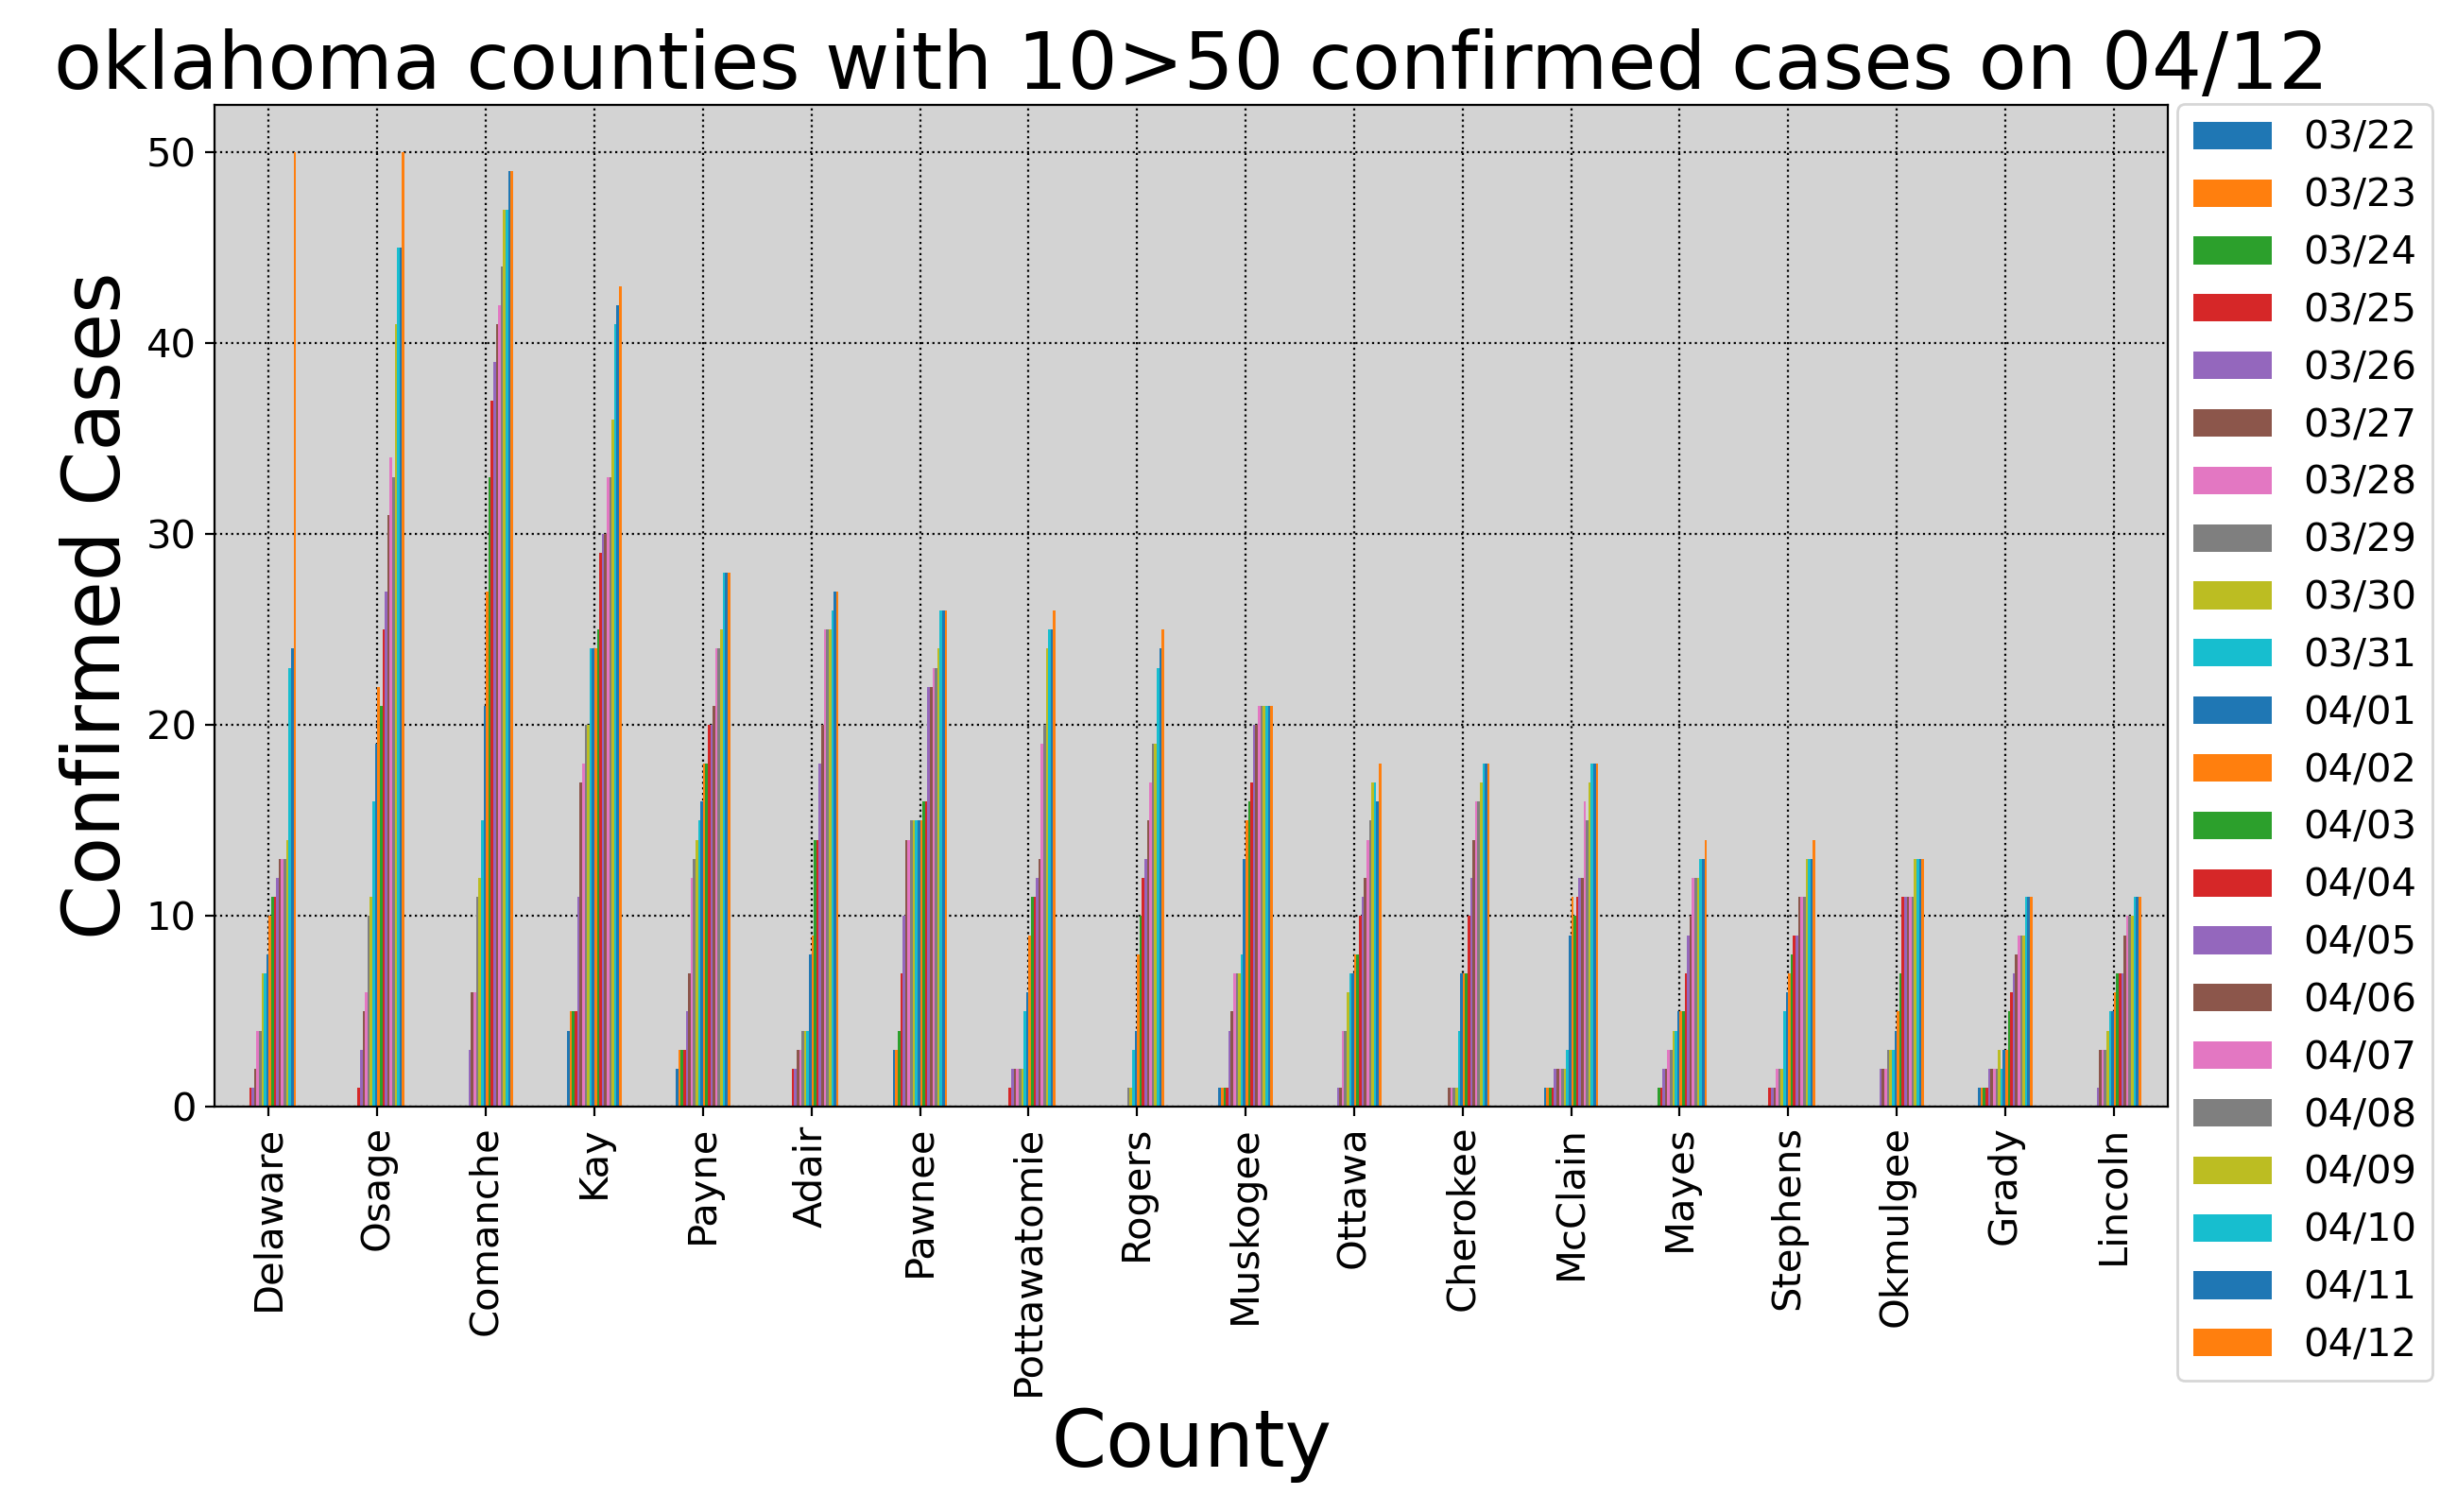 oklahoma counties with 10>50 confirmed cases on 04/12
Confirmed Cases
50
40
30
20
10
0
Delaware
Osage
Comanche
Kay
Payne
Adair
Pawnee
Pottawatomie
Rogers
Muskogee
Ottawa
Cherokee
McClain
Mayes
Stephens
Okmulgee
Grady
Lincoln
County
03/22
03/23
03/24
03/25
03/26
03/27
03/28
03/29
03/30
03/31
04/01
04/02
04/03
04/04
04/05
04/06
04/07
04/08
04/09
04/10
04/11
04/12